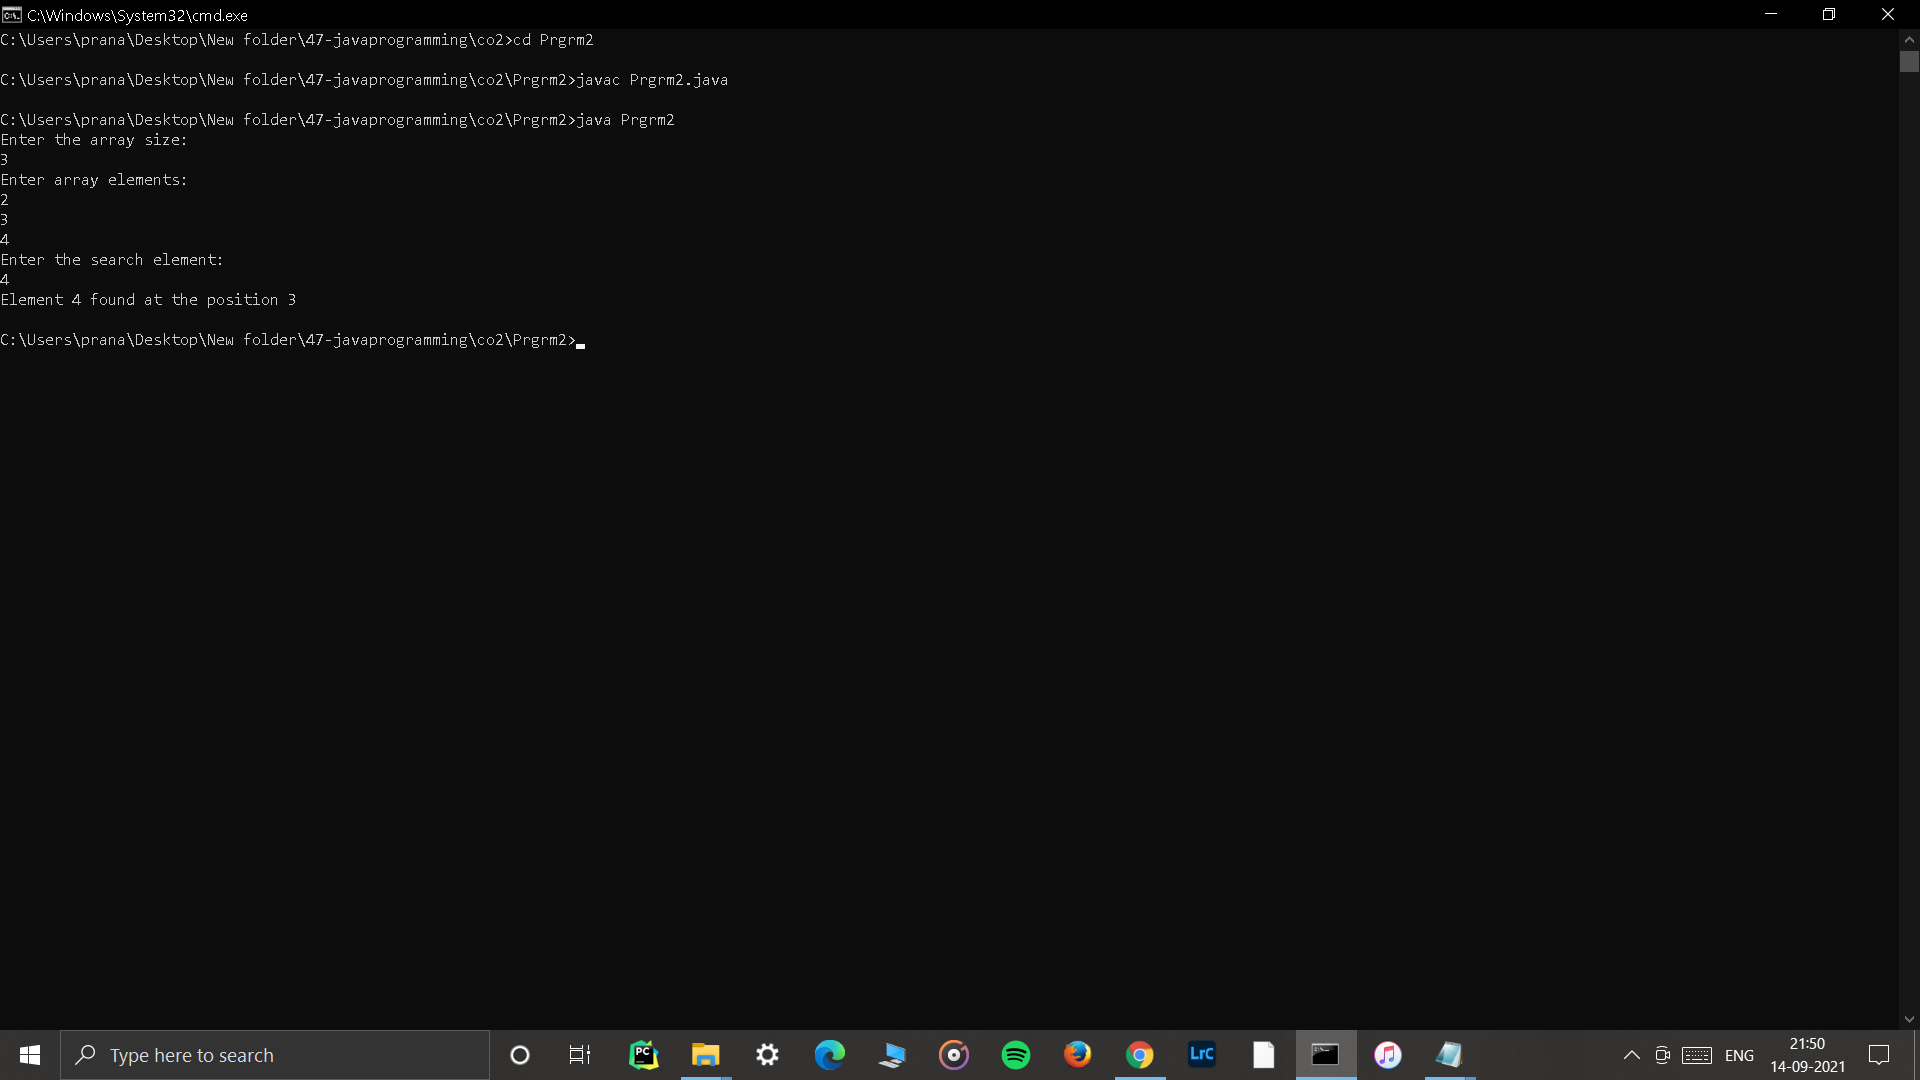 C:\Windows\System32\cmd.exe
C:\Users\prana\Desktop\New folder\47-javaprogramming\co2>cd Prgrm2
C:\Users\prana\Desktop\New folder\47-javaprogramming\co2\Prgrm2>javac Prgrm2.java
C:\Users\prana\Desktop\New folder\47-javaprogramming\co2\Prgrm2>java Prgrm2
Enter the array size:
3
Enter array elements:
2
3
4
Enter the search element:
4
Element 4 found at the position 3
C:\Users\prana\Desktop\New folder\47-javaprogramming\co2\Prgrm2>
Type here to search
PC
LrC
ENG
21:50
14-09-2021